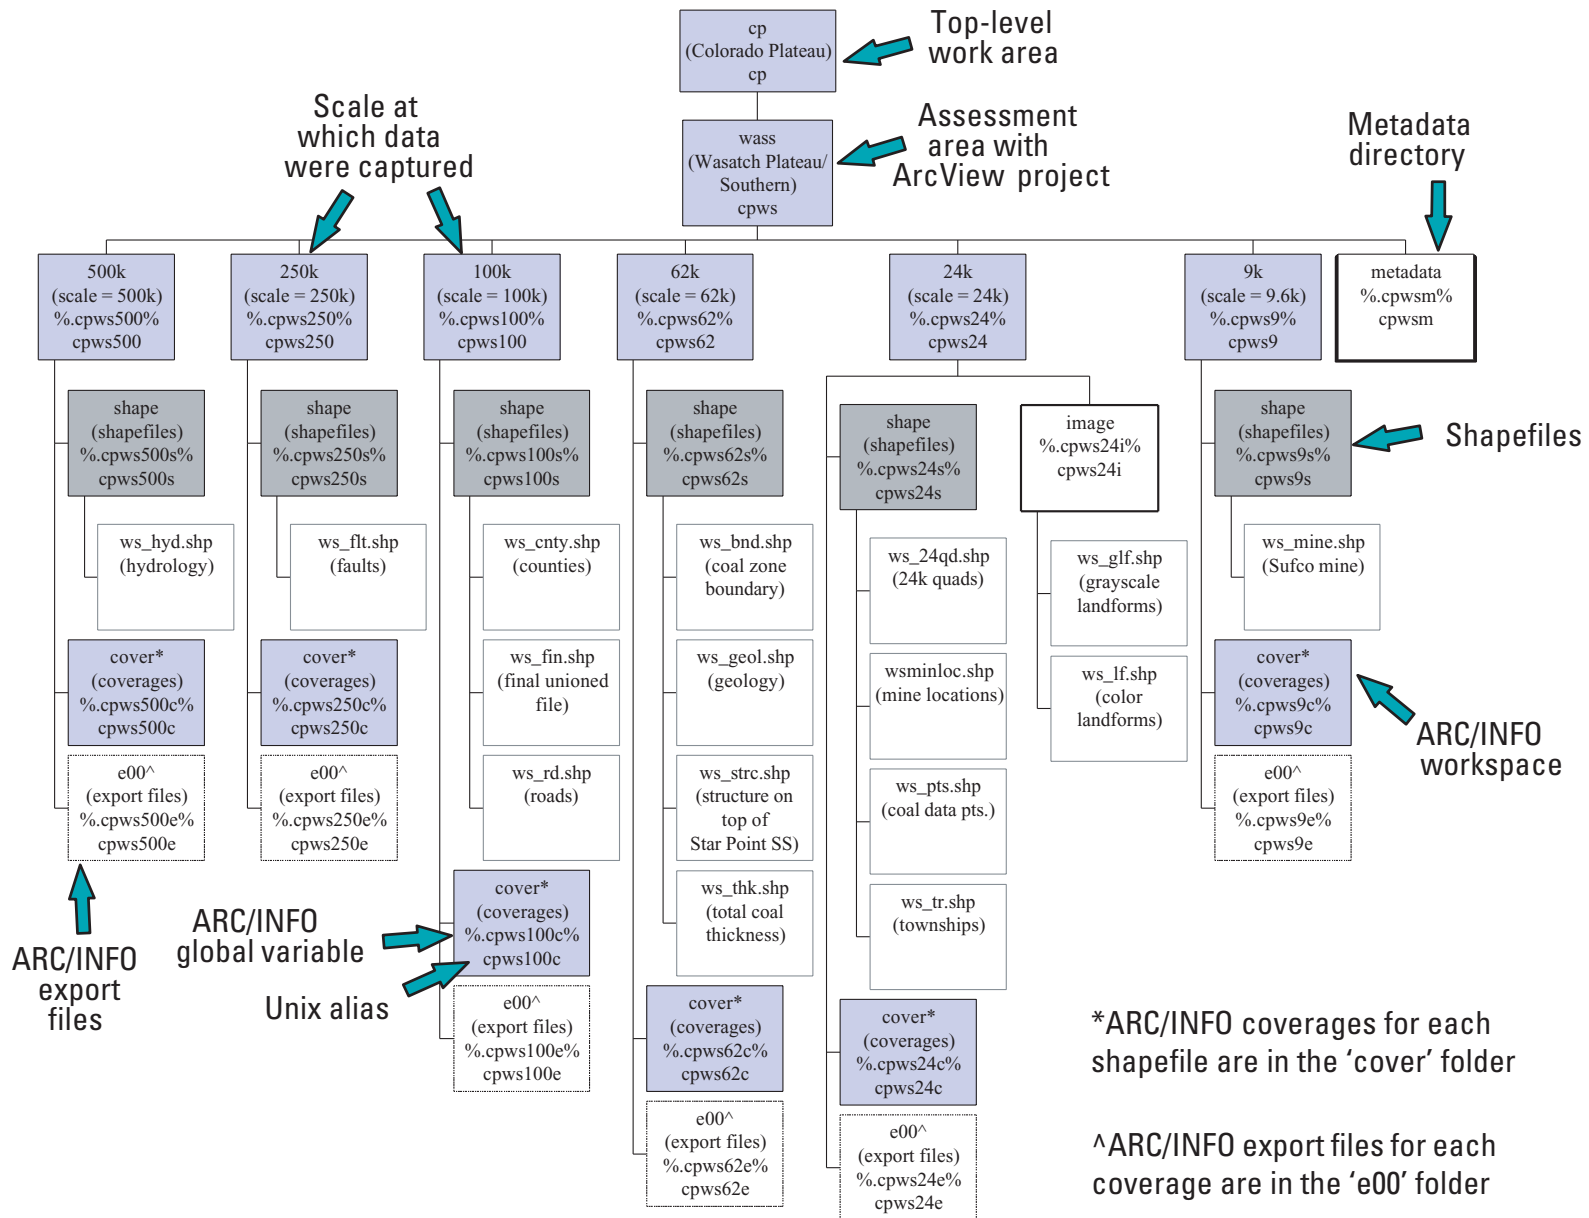 cp
(Colorado Plateau)
cp
Top-level
work area
wass
(Wasatch Plateau/
Southern)
cpws
Assessment
area with
ArcView project
Scale at
which data
were captured
Metadata
directory
500k
(scale = 500k)
%.cpws500%
cpws500
250k
(scale = 250k)
%.cpws250%
cpws250
100k
(scale = 100k)
%.cpws100%
cpws100
62k
(scale = 62k)
%.cpws62%
cpws62
24k
(scale = 24k)
%.cpws24%
cpws24
9k
(scale = 9.6k)
%.cpws9%
cpws9
metadata
%.cpwsm%
cpwsm
shape
(shapefiles)
%.cpws500s%
cpws500s
ws_hyd.shp
(hydrology)
cover*
(coverages)
%.cpws500c%
cpws500c
e00^
(export files)
%.cpws500e%
cpws500e
ARC/INFO
export
files
shape
(shapefiles)
%.cpws250s%
cpws250s
ws_flt.shp
(faults)
cover*
(coverages)
%.cpws250c%
cpws250c
e00^
(export files)
%.cpws250e%
cpws250e
shape
(shapefiles)
%.cpws100s%
cpws100s
ws_cnty.shp
(counties)
ws_fin.shp
(final unioned
file)
ws_rd.shp
(roads)
cover*
(coverages)
%.cpws100c%
cpws100c
ARC/INFO
global variable
Unix alias
e00^
(export files)
%.cpws100e%
cpws100e
shape
(shapefiles)
%.cpws62s%
cpws62s
ws_bnd.shp
(coal zone
boundary)
ws_geol.shp
(geology)
ws_strc.shp
(structure on
top of
Star Point SS)
ws_thk.shp
(total coal
thickness)
cover*
(coverages)
%.cpws62c%
cpws62c
e00^
(export files)
%.cpws62e%
cpws62e
shape
(shapefiles)
%.cpws24s%
cpws24s
ws_24qd.shp
(24k quads)
wsminloc.shp
(mine locations)
ws_pts.shp
(coal data pts.)
ws_tr.shp
(townships)
cover*
(coverages)
%.cpws24c%
cpws24c
e00^
(export files)
%.cpws24e%
cpws24e
image
%.cpws24i%
cpws24i
ws_glf.shp
(grayscale
landforms)
ws_lf.shp
(color
landforms)
shape
(shapefiles)
%.cpws9s%
cpws9s
Shapefiles
ws_mine.shp
(Sufco mine)
cover*
(coverages)
%.cpws9c%
cpws9c
ARC/INFO
workspace
e00^
(export files)
%.cpws9e%
cpws9e
*ARC/INFO coverages for each
shapefile are in the ‘cover’ folder
^ARC/INFO export files for each
coverage are in the ‘e00’ folder